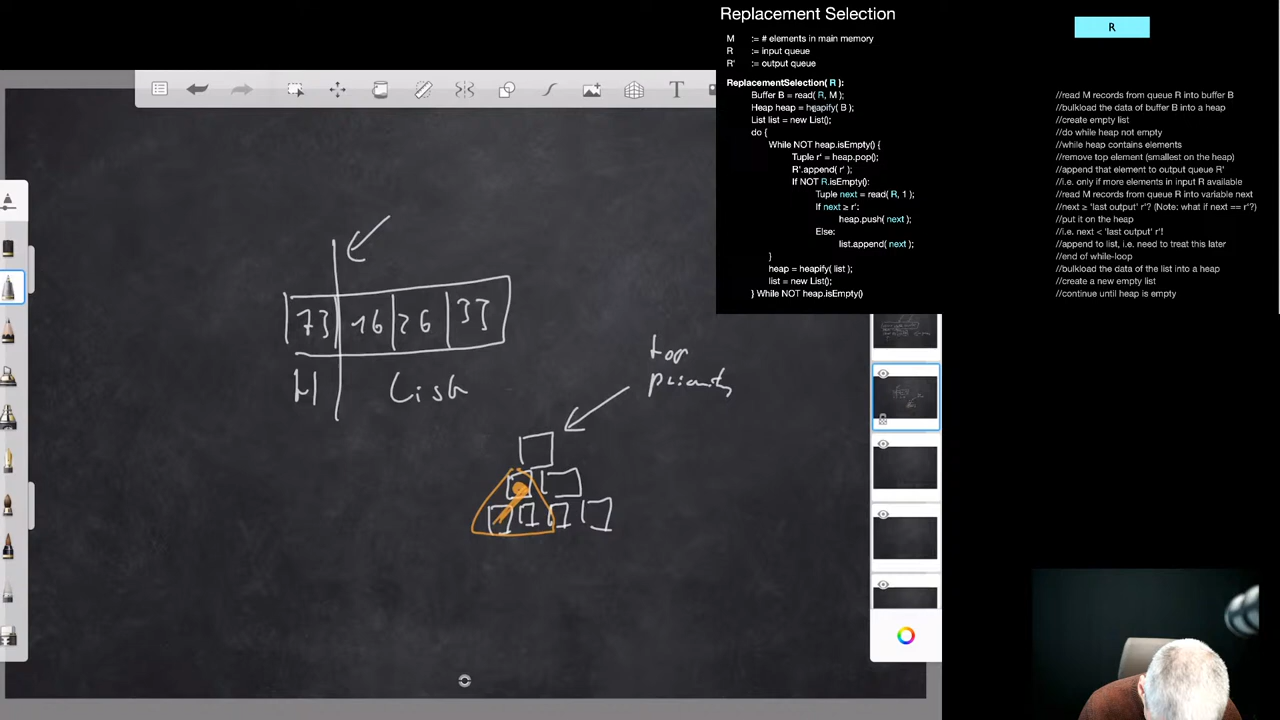 Replacement Selection
M := # elements in main memory
R := input queue
R' := output queue
ReplacementSelection( R ):
Buffer B = read( R, M ); //read M records from queue R into buffer B
Heap heap = heapify( B ); //bulkload the data of buffer B into a heap
List list = new List(); //create empty list
do { //do while heap not empty
While NOT heap.isEmpty() { //while heap contains elements
Tuple r' = heap.pop(); //remove top element (smallest on the heap)
R'.append( r' ); //append that element to output queue R'
If NOT R.isEmpty(): //i.e. only if more elements in input R available
Tuple next = read( R, 1 ); //read M records from queue R into variable next
If next ≥ r': //next ≥ 'last output' r'? (Note: what if next == r'?)
heap.push( next ); //put it on the heap
Else: //i.e. next < 'last output' r'!
list.append( next ); //append to list, i.e. need to treat this later
} //end of while-loop
heap = heapify( list ); //bulkload the data of the list into a heap
list = new List(); //create a new empty list
} While NOT heap.isEmpty() //continue until heap is empty
R
T
73 16 26 33
H List
top
priority